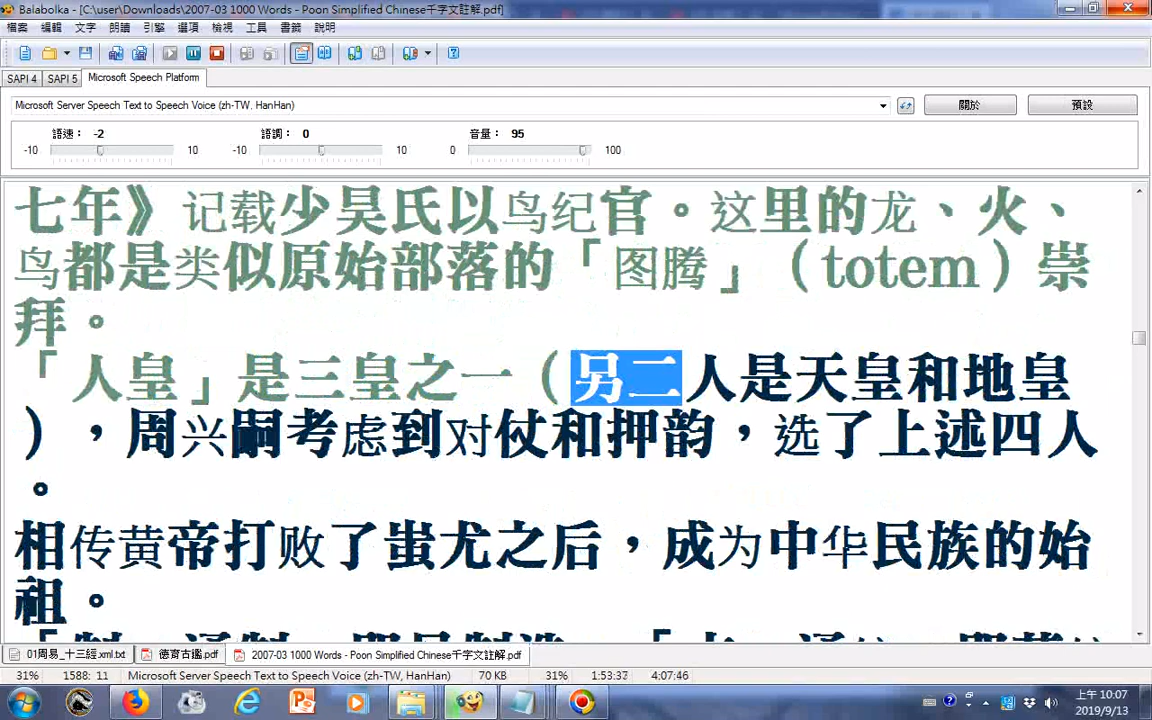 Balabolka - [C:\user\Downloads\2007-03 1000 Words - Poon Simplified Chinese千字文註解.pdf]
檔案 編輯 文字 朗讀 引擎 選項 檢視 工具 書籤 說明
SAPI 4 SAPI 5 Microsoft Speech Platform
Microsoft Server Speech Text to Speech Voice (zh-TW, HanHan) 關於 預設
語速： -2 語調： 0 音量： 95
-10 10 -10 10 0 100
七年》记载少昊氏以鸟纪官。这里的龙、火、
鸟都是类似原始部落的「图腾」（totem）崇
拜。
「人皇」是三皇之一（另二人是天皇和地皇
），周兴嗣考虑到对仗和押韵，选了上述四人
。
相传黄帝打败了蚩尤之后，成为中华民族的始
祖。
01周易_十三經.xml.txt 德育古鑑.pdf 2007-03 1000 Words - Poon Simplified Chinese千字文註解.pdf
31% 1588: 11 Microsoft Server Speech Text to Speech Voice (zh-TW, HanHan) 70 KB 31% 1:53:37 4:07:46
上午 10:07
2019/9/13